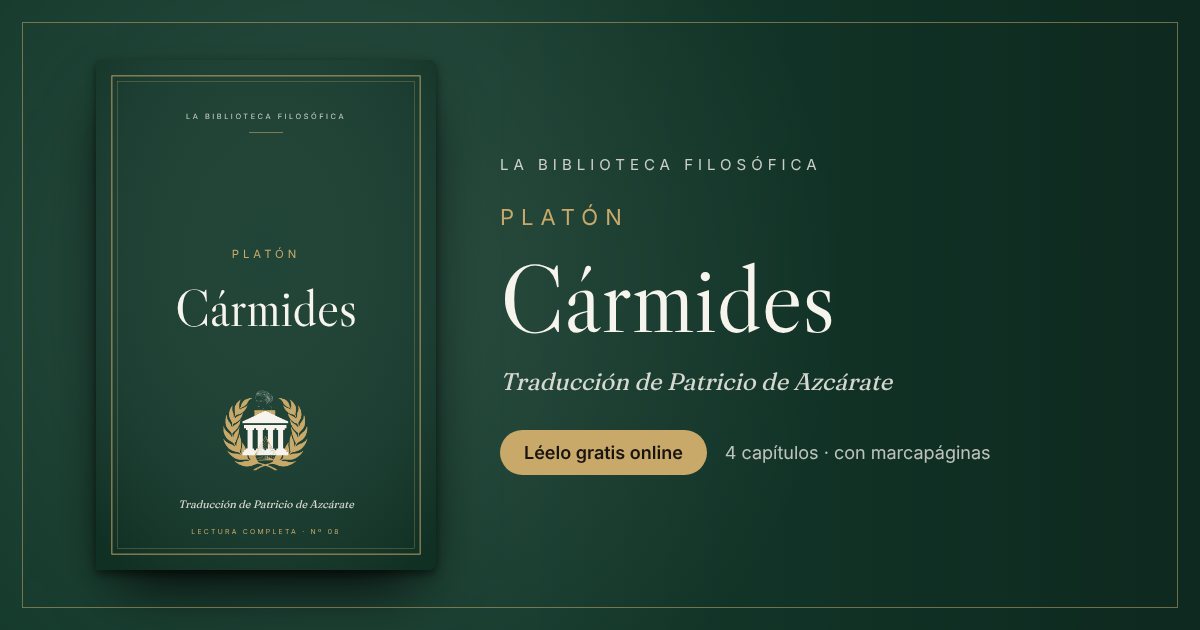 LA BIBLIOTECA FILOSÓFICA
PLATÓN
Cármides
Traducción de Patricio de Azcárate
LECTURA COMPLETA · Nº 08
LA BIBLIOTECA FILOSÓFICA
PLATÓN
Cármides
Traducción de Patricio de Azcárate
Léelo gratis online
4 capítulos · con marcapáginas